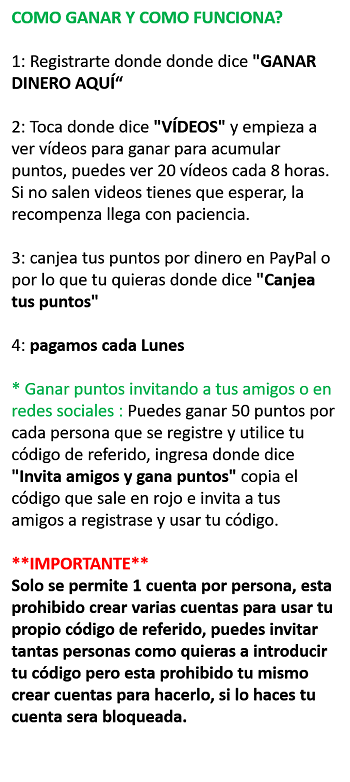 COMO GANAR Y COMO FUNCIONA?
1: Registrarte donde donde dice "GANAR
DINERO AQUÍ“
2: Toca donde dice "VÍDEOS" y empieza a
ver vídeos para ganar para acumular
puntos, puedes ver 20 vídeos cada 8 horas.
Si no salen videos tienes que esperar, la
recompenza llega con paciencia.
3: canjea tus puntos por dinero en PayPal o
por lo que tu quieras donde dice "Canjea
tus puntos"
4: pagamos cada Lunes
* Ganar puntos invitando a tus amigos o en
redes sociales : Puedes ganar 50 puntos por
cada persona que se registre y utilice tu
código de referido, ingresa donde dice
"Invita amigos y gana puntos" copia el
código que sale en rojo e invita a tus
amigos a registrase y usar tu código.
**IMPORTANTE**
Solo se permite 1 cuenta por persona, esta
prohibido crear varias cuentas para usar tu
propio código de referido, puedes invitar
tantas personas como quieras a introducir
tu código pero esta prohibido tu mismo
crear cuentas para hacerlo, si lo haces tu
cuenta sera bloqueada.